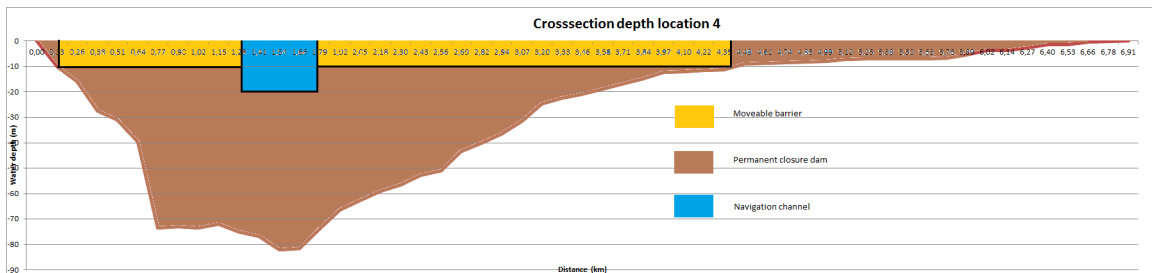 Crosssection depth location 4
0
0,00 0,13 0,26 0,38 0,51 0,64 0,77 0,90 1,02 1,15 1,28 1,79 1,92 2,05 2,18 2,30 2,43 2,56 2,69 2,82 2,94 3,07 3,20 3,33 3,46 3,58 3,71 3,84 3,97 4,10 4,22 4,35 4,48 4,61 6,02 6,14 6,27 6,40 6,53 6,66 6,78 6,91
-10
-20
-30
-40
-50
-60
-70
-80
-90
Water depth (m)
Moveable barrier
Permanent closure dam
Navigation channel
Distance (km)